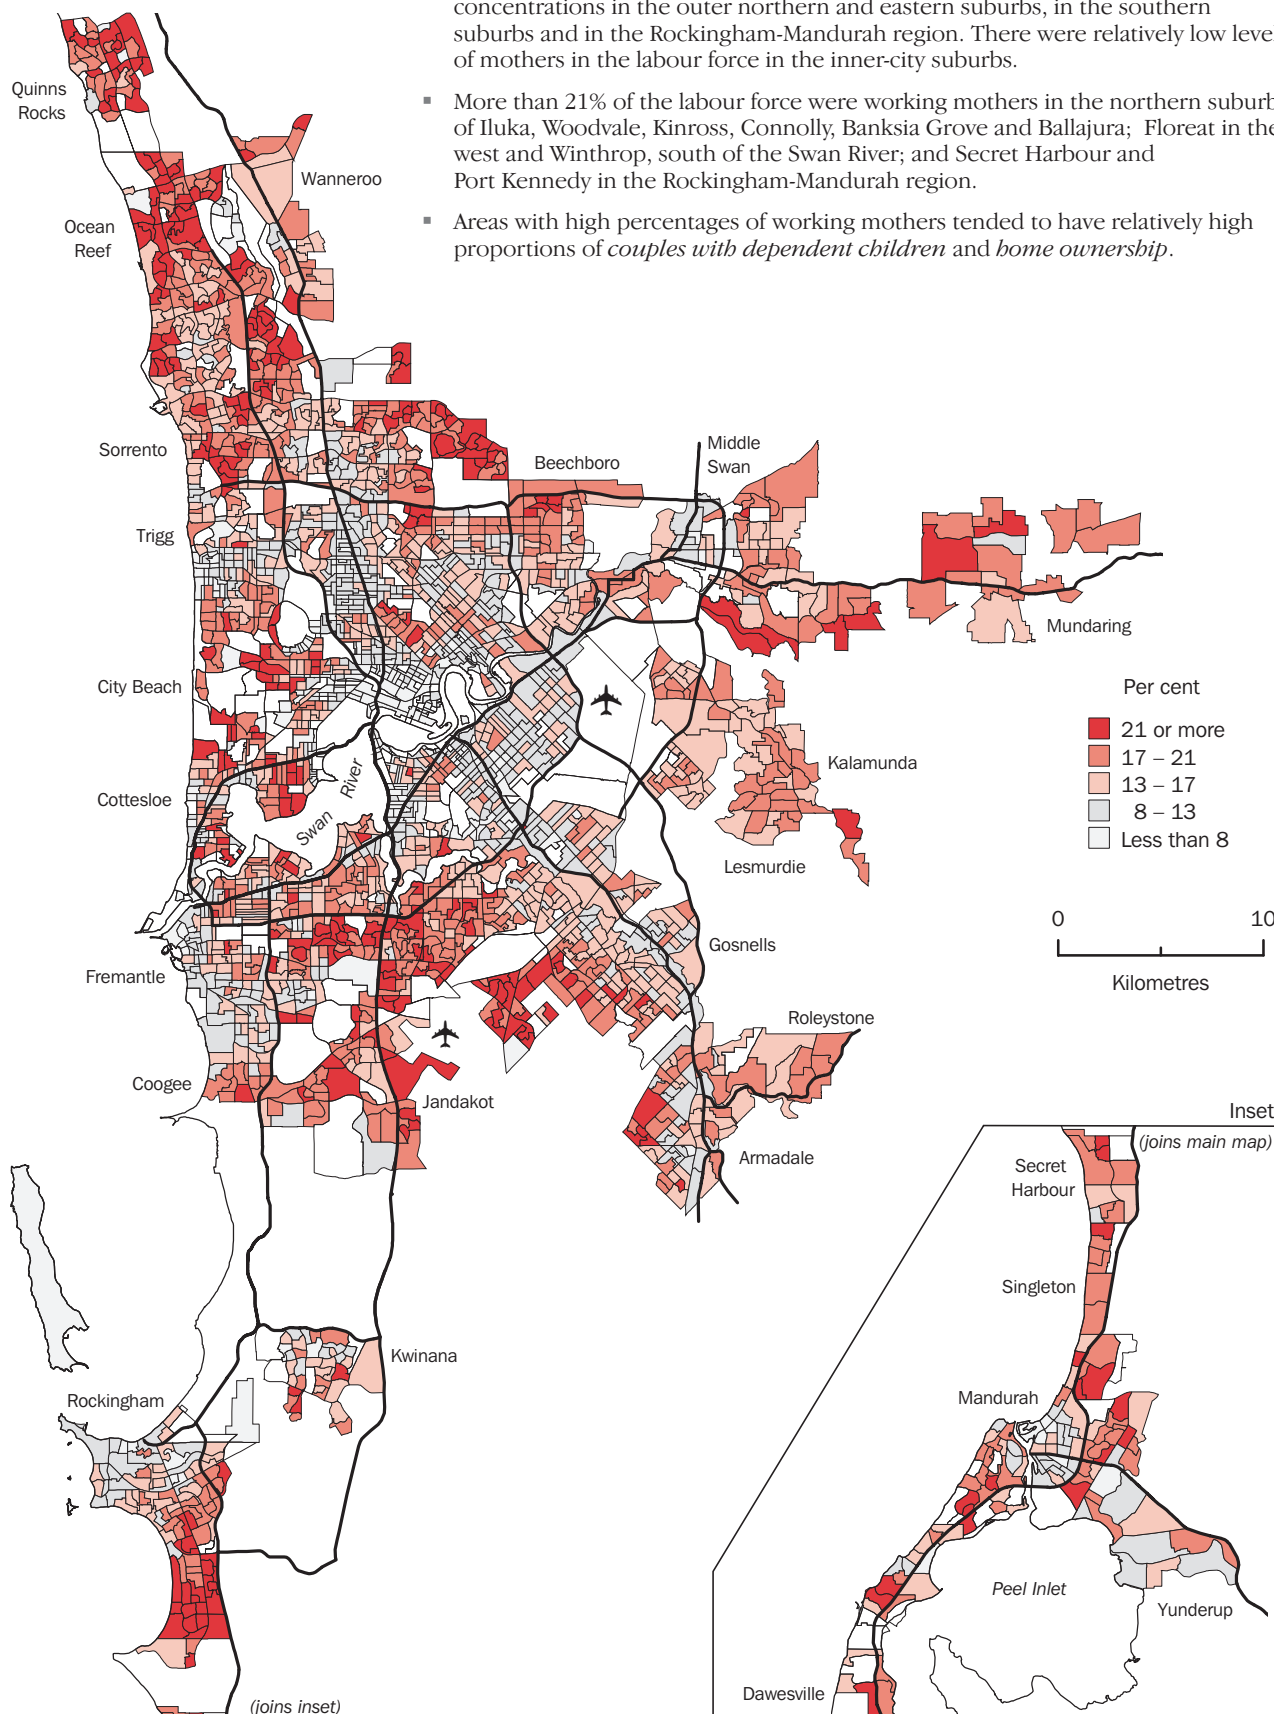 concentrations in the outer northern and eastern suburbs, in the southern
suburbs and in the Rockingham-Mandurah region. There were relatively low leve
of mothers in the labour force in the inner-city suburbs.
▪ More than 21% of the labour force were working mothers in the northern suburb
of Iluka, Woodvale, Kinross, Connolly, Banksia Grove and Ballajura; Floreat in the
west and Winthrop, south of the Swan River; and Secret Harbour and
Port Kennedy in the Rockingham-Mandurah region.
▪ Areas with high percentages of working mothers tended to have relatively high
proportions of couples with dependent children and home ownership.
Quinns
Rocks
Wanneroo
Ocean
Reef
Sorrento
Beechboro
Middle
Swan
Trigg
Mundaring
City Beach
Per cent
21 or more
17 – 21
13 – 17
8 – 13
Less than 8
Kalamunda
Cottesloe
Swan River
Lesmurdie
0 10
Kilometres
Gosnells
Fremantle
Roleystone
Coogee
Jandakot
Armadale
Inset
(joins main map)
Secret
Harbour
Singleton
Kwinana
Rockingham
Mandurah
Peel Inlet
Yunderup
Dawesville
(joins inset)